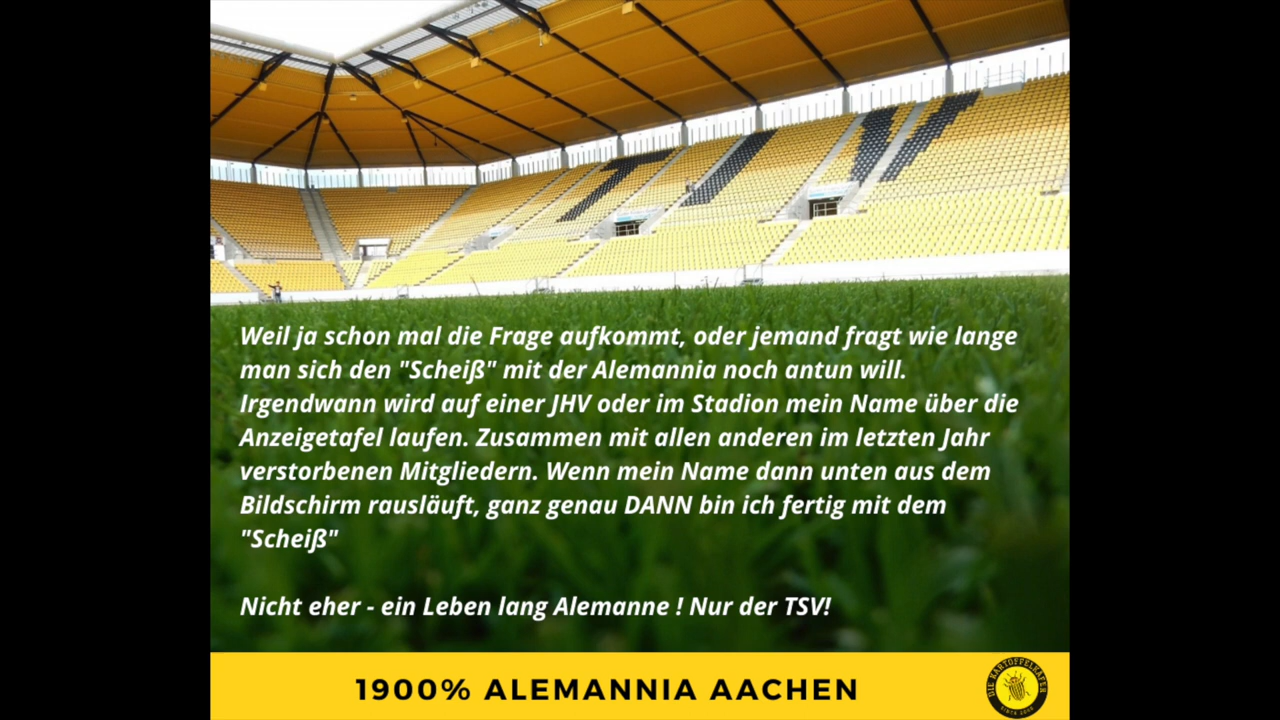 TSV
Weil ja schon mal die Frage aufkommt, oder jemand fragt wie lange
man sich den "Scheiß" mit der Alemannia noch antun will.
Irgendwann wird auf einer JHV oder im Stadion mein Name über die
Anzeigetafel laufen. Zusammen mit allen anderen im letzten Jahr
verstorbenen Mitgliedern. Wenn mein Name dann unten aus dem
Bildschirm rausläuft, ganz genau DANN bin ich fertig mit dem
"Scheiß"
Nicht eher - ein Leben lang Alemanne ! Nur der TSV!
1900% ALEMANNIA AACHEN
DIE KARTOFFELKÄFER